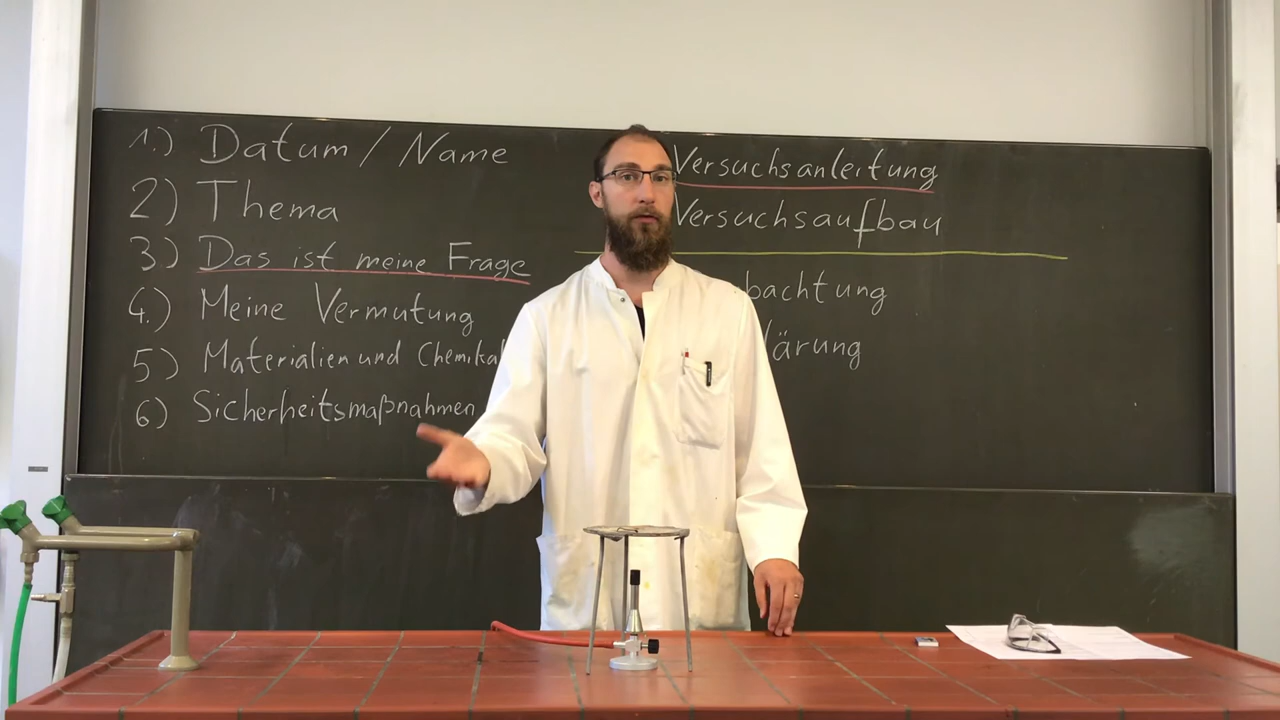 1.) Datum / Name
2) Thema
3) Das ist meine Frage
4.) Meine Vermutung
5) Materialien und Chemikal
6) Sicherheitsmaßnahmen
Versuchsanleitung
Versuchsaufbau
bachtung
lärung